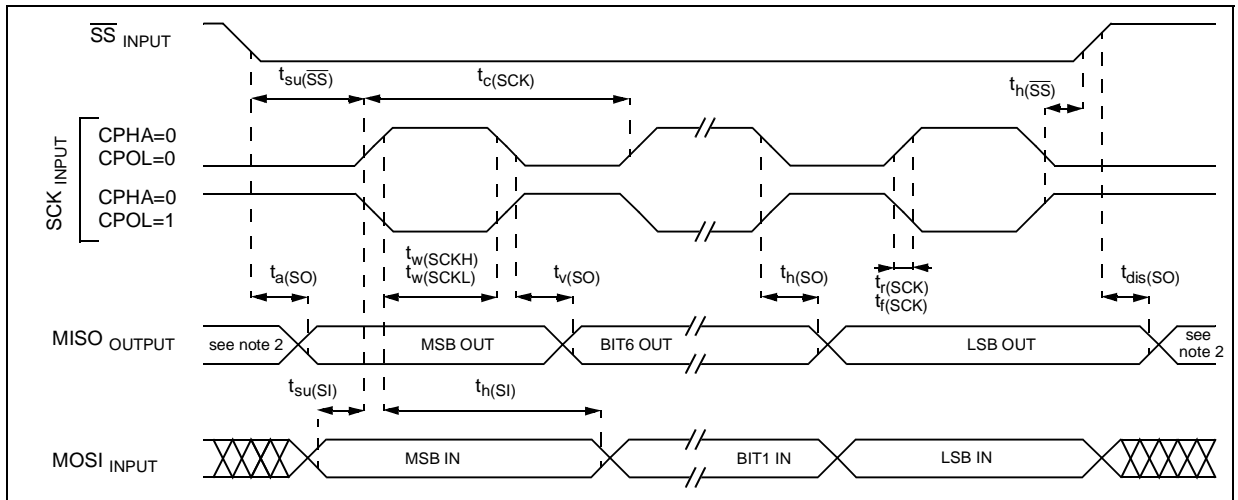 SS INPUT
tsu(SS)
tc(SCK)
th(SS)
SCK INPUT
CPHA=0
CPOL=0
CPHA=0
CPOL=1
ta(SO)
tw(SCKH)
tw(SCKL)
tv(SO)
th(SO)
tr(SCK)
tf(SCK)
tdis(SO)
MISO OUTPUT
see note 2
MSB OUT
BIT6 OUT
LSB OUT
see
note 2
tsu(SI)
th(SI)
MOSI INPUT
MSB IN
BIT1 IN
LSB IN